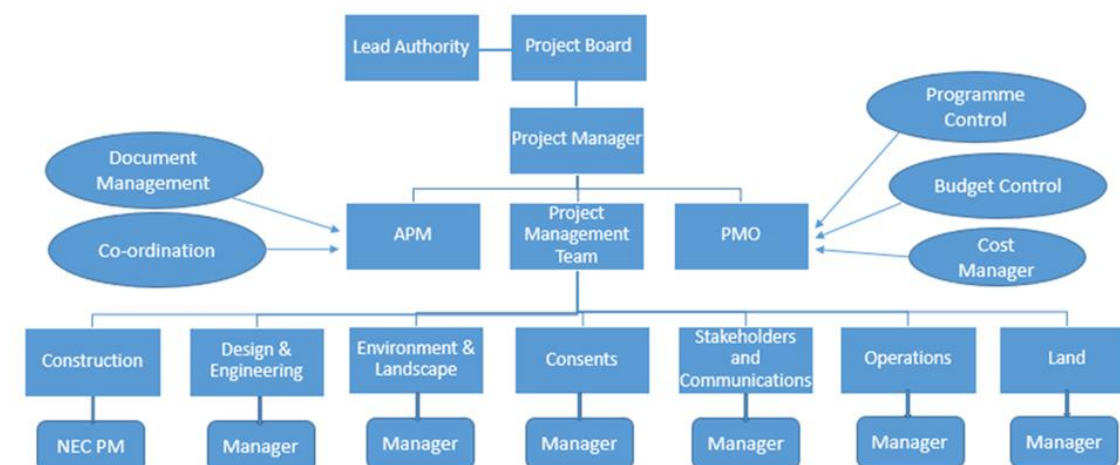 Lead Authority
Project Board
Programme
Control
Project Manager
Document
Management
Budget Control
Co-ordination
APM
Project
Management
Team
PMO
Cost
Manager
Construction
Design &
Engineering
Environment &
Landscape
Consents
Stakeholders
and
Communications
Operations
Land
NEC PM
Manager
Manager
Manager
Manager
Manager
Manager